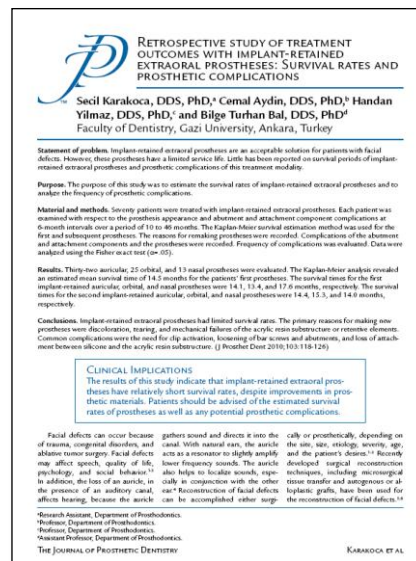 RETROSPECTIVE STUDY OF TREATMENT
OUTCOMES WITH IMPLANT-RETAINED
EXTRAORAL PROSTHESES: SURVIVAL RATES AND
PROSTHETIC COMPLICATIONS
Secil Karakoca, DDS, PhD,a Cemal Aydin, DDS, PhD,b Handan
Yilmaz, DDS, PhD,c and Bilge Turhan Bal, DDS, PhDd
Faculty of Dentistry, Gazi University, Ankara, Turkey
Statement of problem. Implant-retained extraoral prostheses are an acceptable solution for patients with facial
defects. However, these prostheses have a limited service life. Little has been reported on survival periods of implant-
retained extraoral prostheses and prosthetic complications of this treatment modality.
Purpose. The purpose of this study was to estimate the survival rates of implant-retained extraoral prostheses and to
analyze the frequency of prosthetic complications.
Material and methods. Seventy patients were treated with implant-retained extraoral prostheses. Each patient was
examined with respect to the prosthesis appearance and abutment and attachment component complications at
6-month intervals over a period of 10 to 46 months. The Kaplan-Meier survival estimation method was used for the
first and subsequent prostheses. The reasons for remaking prostheses were recorded. Complications of the abutment
and attachment components and the prostheses were recorded. Frequency of complications was evaluated. Data were
analyzed using the Fisher exact test (α=.05).
Results. Thirty-two auricular, 25 orbital, and 13 nasal prostheses were evaluated. The Kaplan-Meier analysis revealed
an estimated mean survival time of 14.5 months for the patients' first prostheses. The survival times for the first
implant-retained auricular, orbital, and nasal prostheses were 14.1, 13.4, and 17.6 months, respectively. The survival
times for the second implant-retained auricular, orbital, and nasal prostheses were 14.4, 15.3, and 14.0 months,
respectively.
Conclusions. Implant-retained extraoral prostheses had limited survival rates. The primary reasons for making new
prostheses were discoloration, tearing, and mechanical failures of the acrylic resin substructure or retentive elements.
Common complications were the need for clip activation, loosening of bar screws and abutments, and loss of attach-
ment between silicone and the acrylic resin substructure. (J Prosthet Dent 2010;103:118-126)
CLINICAL IMPLICATIONS
The results of this study indicate that implant-retained extraoral pros-
theses have relatively short survival rates, despite improvements in pros-
thetic materials. Patients should be advised of the estimated survival
rates of prostheses as well as any potential prosthetic complications.
Facial defects can occur because
of trauma, congenital disorders, and
ablative tumor surgery. Facial defects
may affect speech, quality of life,
psychology, and social behavior.
In addition, the loss of an auricle, in
the presence of an auditory canal,
affects hearing, because the auricle
gathers sound and directs it into the
canal. With natural ears, the auricle
acts as a resonator to slightly amplify
lower frequency sounds. The auricle
also helps to localize sounds, espe-
cially in conjunction with the other
ear. Reconstruction of facial defects
can be accomplished either surgi-
cally or prosthetically, depending on
the site, size, etiology, severity, age,
and the patient's desires. Recently
developed surgical reconstruction
techniques, including microsurgical
tissue transfer and autogenous or al-
loplastic grafts, have been used for
the reconstruction of facial defects.
aResearch Assistant, Department of Prosthodontics.
bProfessor, Department of Prosthodontics.
cProfessor, Department of Prosthodontics.
dAssistant Professor, Department of Prosthodontics.
THE JOURNAL OF PROSTHETIC DENTISTRY
KARAKOCA ET AL